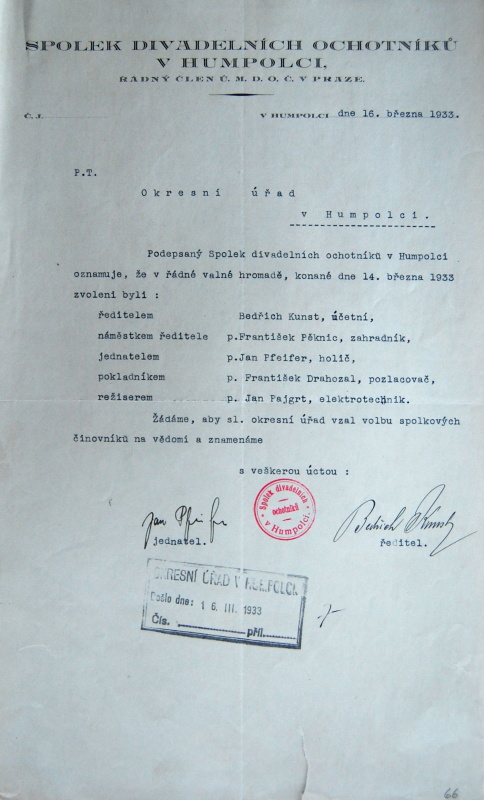 SPOLEK DIVADELNÍCH OCHOTNÍKŮ
V HUMPOLCI,
ŘÁDNÝ ČLEN Ú. M. D. O. Č. V PRAZE.
Č. J.
V HUMPOLCI dne 16. března 1933.
P.T.
Okresní úřad
v Humpolci.
Podepsaný Spolek divadelních ochotníků v Humpolci
oznamuje, že v řádné valné hromadě, konané dne 14. března 1933
zvoleni byli :
ředitelem Bedřich Kunst, účetní,
náměstkem ředitele p.František Pěknic, zahradník,
jednatelem p.Jan Pfeifer, holič,
pokladníkem p. František Drahozal, pozlacovač,
režiserem p. Jan Pajgrt, elektrotechnik.
Žádáme, aby sl. okresní úřad vzal volbu spolkových
činovníků na vědomí a znamenáme
s veškerou úctou :
Spolek divadelních
ochotníků
v Humpolci.
Jan Pfeifer
Bedřich Kunst
jednatel.
ředitel.
OKRESNÍ ÚŘAD V HUMPOLCI
Došlo dne: 16. III. 1933
Čís. příl.
66